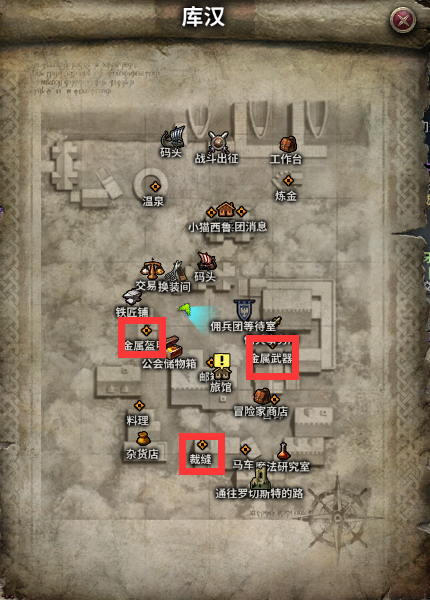 库汉
码头
战斗出征
工作台
温泉
炼金
小猫西鲁
团消息
码头
交易
换装间
铁匠铺
佣兵团等待室
金属盔甲
金属武器
公会储物箱
邮
旅馆
冒险家商店
料理
杂货店
裁缝
马车
魔法研究室
通往罗切斯特的路